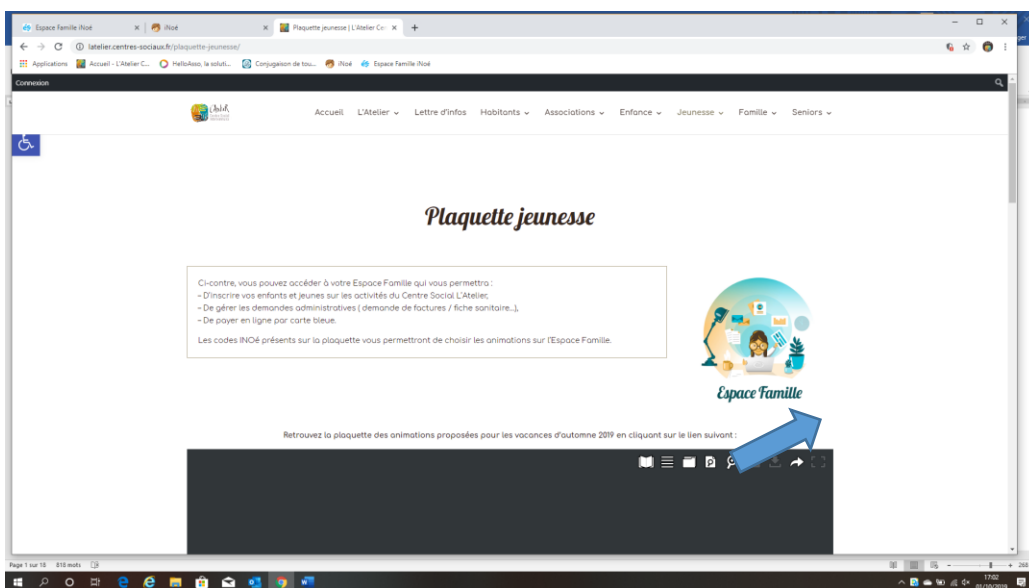 Espace Famille iNoé
iNoé
Plaquette jeunesse | L'Atelier Cen
latelier.centres-sociaux.fr/plaquette-jeunesse/
Applications Accueil - L'Atelier C... HelloAsso, la soluti... Conjugaison de tou... iNoé Espace Famille iNoé
Connexion
Accueil L'Atelier Lettre d'infos Habitants Associations Enfance Jeunesse Famille Seniors
Plaquette jeunesse
Ci-contre, vous pouvez accéder à votre Espace Famille qui vous permettra :
– D'inscrire vos enfants et jeunes sur les activités du Centre Social L'Atelier,
– De gérer les demandes administratives ( demande de factures / fiche sanitaire…),
– De payer en ligne par carte bleue.
Les codes INOé présents sur la plaquette vous permettront de choisir les animations sur l'Espace Famille.
Espace Famille
Retrouvez la plaquette des animations proposées pour les vacances d'automne 2019 en cliquant sur le lien suivant :
Page 1 sur 18 818 mots
17:02
01/10/2019